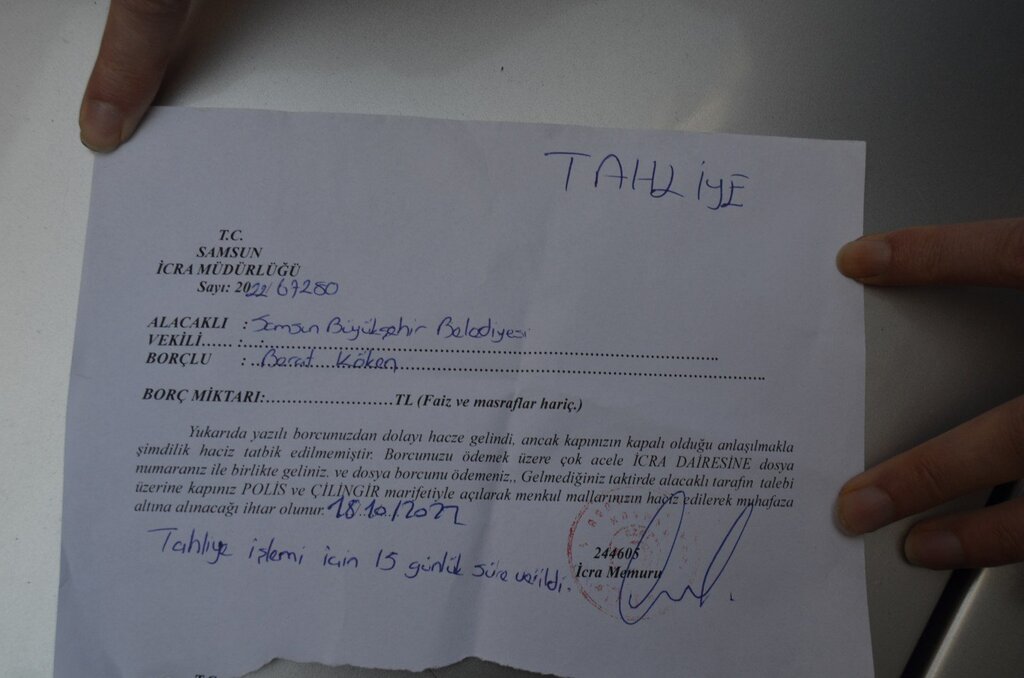 TAHLİYE
T.C.
SAMSUN
İCRA MÜDÜRLÜĞÜ
Sayı: 2022/67280
ALACAKLI : Samsun Büyükşehir Belediyesi
VEKİLİ...... :...:..............................
BORÇLU : ..Berat Köken..............................
BORÇ MİKTARI:........................TL (Faiz ve masraflar hariç.)
Yukarıda yazılı borcunuzdan dolayı hacze gelindi, ancak kapınızın kapalı olduğu anlaşılmakla
şimdilik haciz tatbik edilmemiştir. Borcunuzu ödemek üzere çok acele İCRA DAİRESİNE dosya
numaranız ile birlikte geliniz. ve dosya borcunu ödemeniz,, Gelmediğiniz taktirde alacaklı tarafın talebi
üzerine kapınız POLİS ve ÇİLİNGİR marifetiyle açılarak menkul mallarınızın haciz edilerek muhafaza
altına alınacağı ihtar olunur. 18.10./2022
Tahliye işlemi için 15 günlük süre verildi.
244605
İcra Memuru